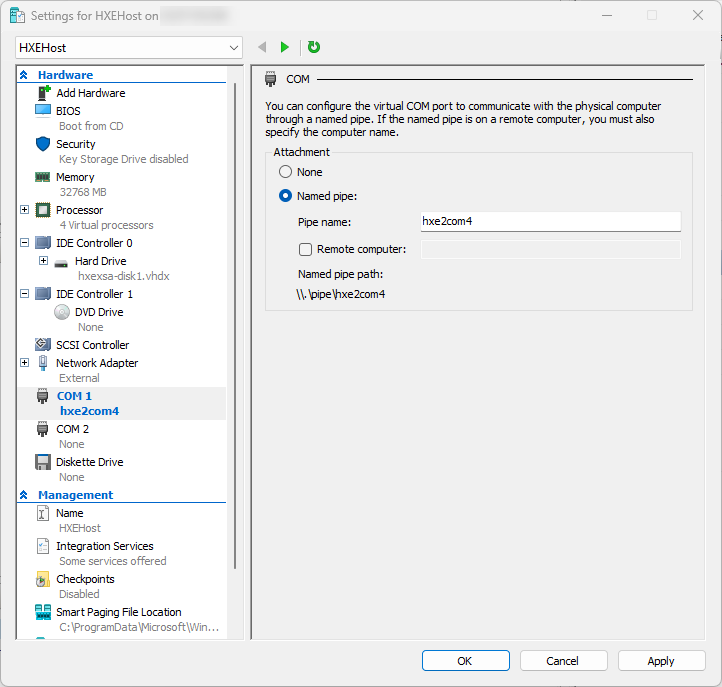 Settings for HXEHost on
HXEHost
Hardware
Add Hardware
BIOS
Boot from CD
Security
Key Storage Drive disabled
Memory
32768 MB
Processor
4 Virtual processors
IDE Controller 0
Hard Drive
hxexsa-disk1.vhdx
IDE Controller 1
DVD Drive
None
SCSI Controller
Network Adapter
External
COM 1
hxe2com4
COM 2
None
Diskette Drive
None
Management
Name
HXEHost
Integration Services
Some services offered
Checkpoints
Disabled
Smart Paging File Location
C:\ProgramData\Microsoft\Win...
COM
You can configure the virtual COM port to communicate with the physical computer
through a named pipe. If the named pipe is on a remote computer, you must also
specify the computer name.
Attachment
None
Named pipe:
Pipe name: hxe2com4
Remote computer:
Named pipe path:
\\.\pipe\hxe2com4
OK Cancel Apply